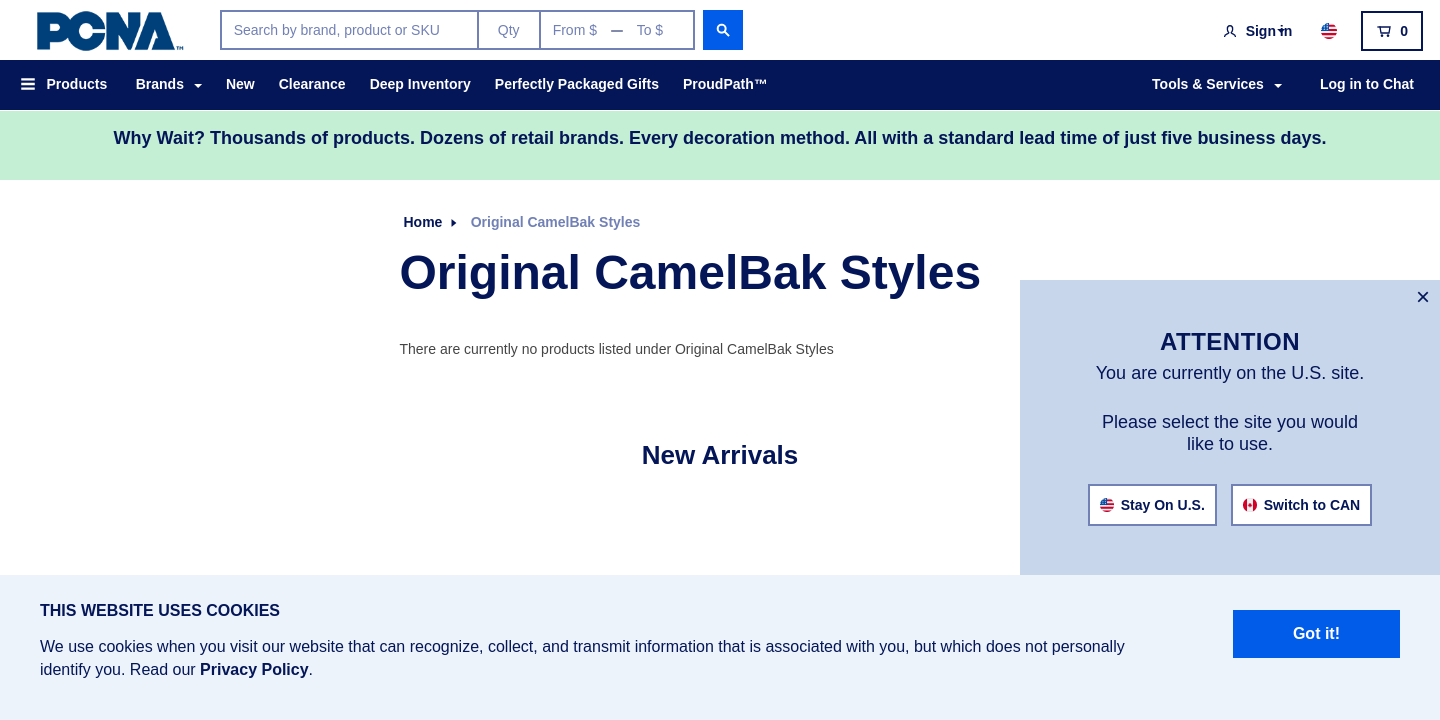 PCNA™
Search by brand, product or SKU
Qty
From $ — To $
Sign in
0
Products
Brands
New
Clearance
Deep Inventory
Perfectly Packaged Gifts
ProudPath™
Tools & Services
Log in to Chat
Why Wait? Thousands of products. Dozens of retail brands. Every decoration method. All with a standard lead time of just five business days.
Home
Original CamelBak Styles
Original CamelBak Styles
There are currently no products listed under Original CamelBak Styles
New Arrivals
×
ATTENTION
You are currently on the U.S. site.
Please select the site you would
like to use.
Stay On U.S.
Switch to CAN
THIS WEBSITE USES COOKIES
We use cookies when you visit our website that can recognize, collect, and transmit information that is associated with you, but which does not personally
identify you. Read our Privacy Policy.
Got it!